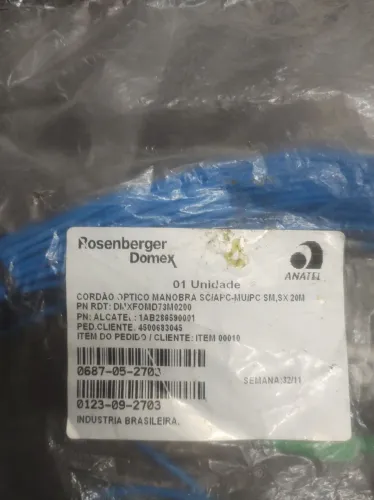 Rosenberger
Domex
ANATEL
01 Unidade
CORDÃO OPTICO MANOBRA SC/APC-MU/PC SM,SX 20M
PN RDT: DMXFOMD73M0200
PN: ALCATEL: 1AB286590001
PED.CLIENTE: 4500683045
ITEM DO PEDIDO / CLIENTE: ITEM 00010
0687-05-2703
SEMANA:32/11
0123-09-2703
INDÚSTRIA BRASILEIRA.